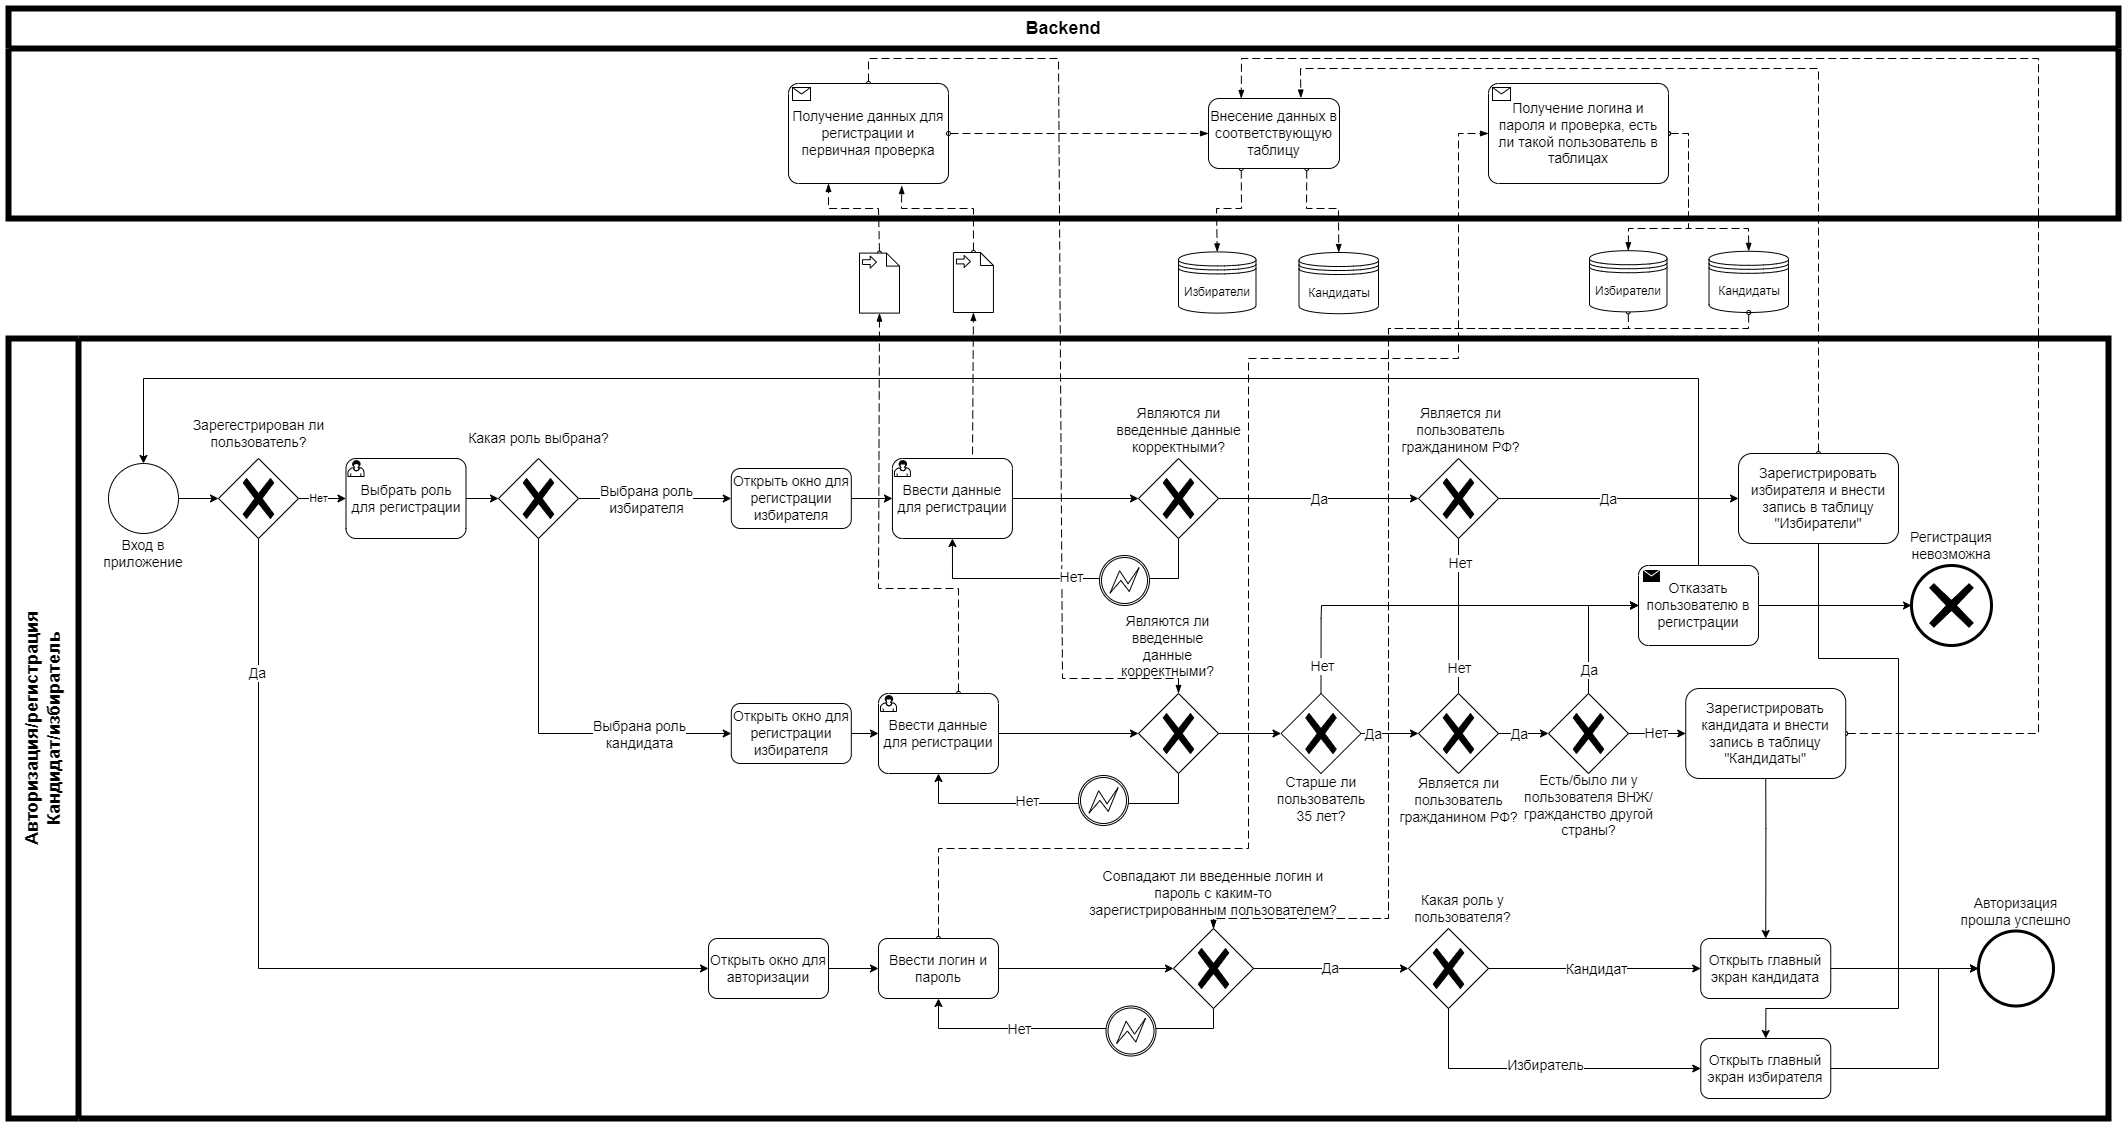 Backend
Получение данных для
регистрации и
первичная проверка
Внесение данных в
соответствующую
таблицу
Получение логина и
пароля и проверка, есть
ли такой пользователь в
таблицах
Избиратели
Кандидаты
Избиратели
Кандидаты
Авторизация/регистрация
Кандидат/избиратель
Вход в
приложение
Зарегестрирован ли
пользователь?
Нет
Да
Выбрать роль
для регистрации
Какая роль выбрана?
Выбрана роль
избирателя
Открыть окно для
регистрации
избирателя
Ввести данные
для регистрации
Являются ли
введенные данные
корректными?
Нет
Да
Является ли
пользователь
гражданином РФ?
Нет
Да
Зарегистрировать
избирателя и внести
запись в таблицу
"Избиратели"
Отказать
пользователю в
регистрации
Регистрация
невозможна
Выбрана роль
кандидата
Открыть окно для
регистрации
избирателя
Ввести данные
для регистрации
Являются ли
введенные
данные
корректными?
Нет
Нет
Да
Старше ли
пользователь
35 лет?
Нет
Да
Является ли
пользователь
гражданином РФ?
Да
Нет
Есть/было ли у
пользователя ВНЖ/
гражданство другой
страны?
Зарегистрировать
кандидата и внести
запись в таблицу
"Кандидаты"
Открыть окно для
авторизации
Ввести логин и
пароль
Совпадают ли введенные логин и
пароль с каким-то
зарегистрированным пользователем?
Нет
Да
Какая роль у
пользователя?
Кандидат
Избиратель
Открыть главный
экран кандидата
Открыть главный
экран избирателя
Авторизация
прошла успешно